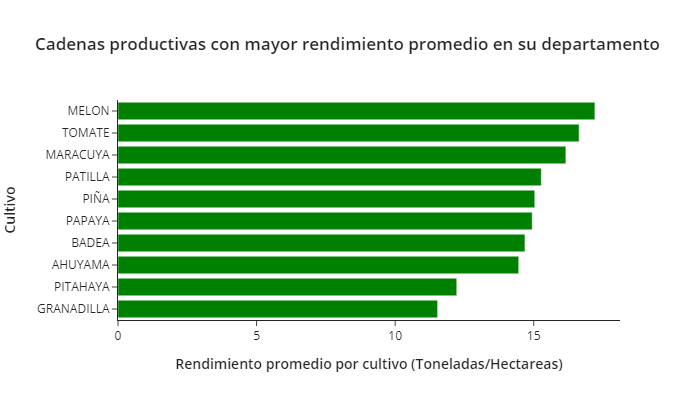 Cadenas productivas con mayor rendimiento promedio en su departamento
MELON
TOMATE
MARACUYA
PATILLA
PIÑA
PAPAYA
BADEA
AHUYAMA
PITAHAYA
GRANADILLA
Cultivo
0 5 10 15
Rendimiento promedio por cultivo (Toneladas/Hectareas)